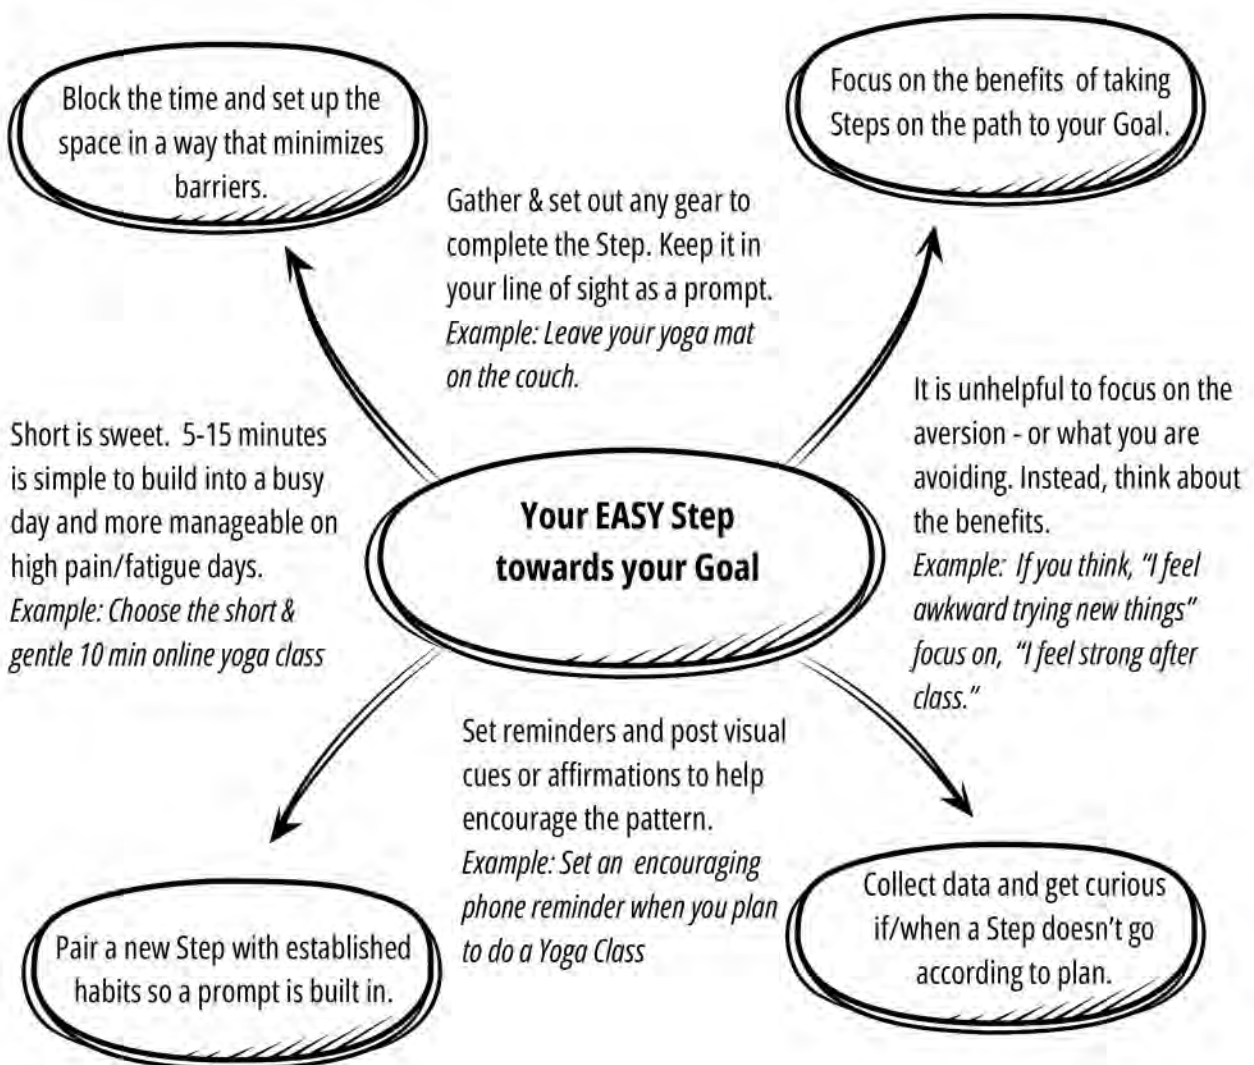 Block the time and set up the
space in a way that minimizes
barriers.
Focus on the benefits of taking
Steps on the path to your Goal.
Gather & set out any gear to
complete the Step. Keep it in
your line of sight as a prompt.
Example: Leave your yoga mat
on the couch.
Short is sweet. 5-15 minutes
is simple to build into a busy
day and more manageable on
high pain/fatigue days.
Example: Choose the short &
gentle 10 min online yoga class
Your EASY Step
towards your Goal
It is unhelpful to focus on the
aversion - or what you are
avoiding. Instead, think about
the benefits.
Example: If you think, “I feel
awkward trying new things”
focus on, “I feel strong after
class.”
Set reminders and post visual
cues or affirmations to help
encourage the pattern.
Example: Set an encouraging
phone reminder when you plan
to do a Yoga Class
Pair a new Step with established
habits so a prompt is built in.
Collect data and get curious
if/when a Step doesn’t go
according to plan.